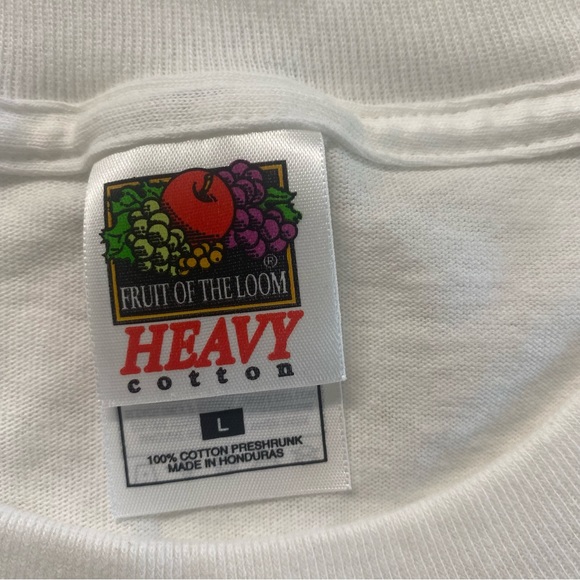 ®
FRUIT OF THE LOOM
HEAVY
cotton
L
100% COTTON PRESHRUNK
MADE IN HONDURAS